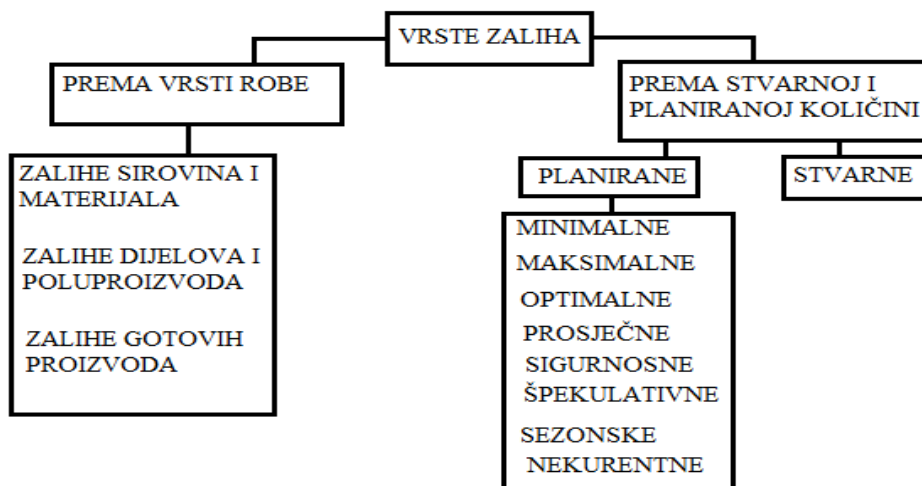 VRSTE ZALIHA
PREMA VRSTI ROBE
ZALIHE SIROVINA I
MATERIJALA
ZALIHE DIJELOVA I
POLUPROIZVODA
ZALIHE GOTOVIH
PROIZVODA
PREMA STVARNOJ I
PLANIRANOJ KOLIČINI
PLANIRANE
MINIMALNE
MAKSIMALNE
OPTIMALNE
PROSJEČNE
SIGURNOSNE
ŠPEKULATIVNE
SEZONSKE
NEKURENTNE
STVARNE